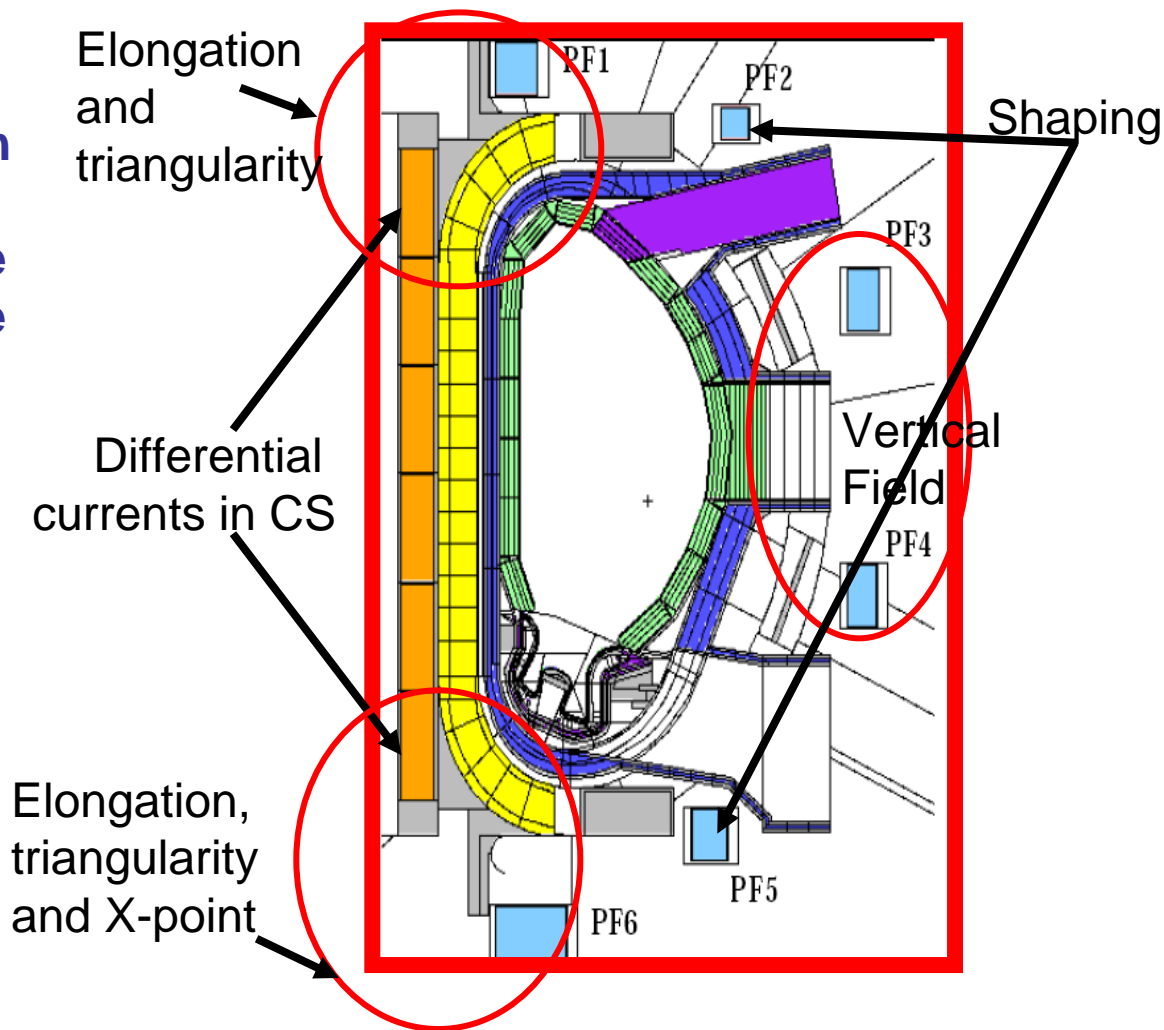 Elongation
and
triangularity
n
e
e
PF1
PF2
Shaping
PF3
Differential
currents in CS
Vertical
Field
PF4
Elongation,
triangularity
and X-point
PF5
PF6